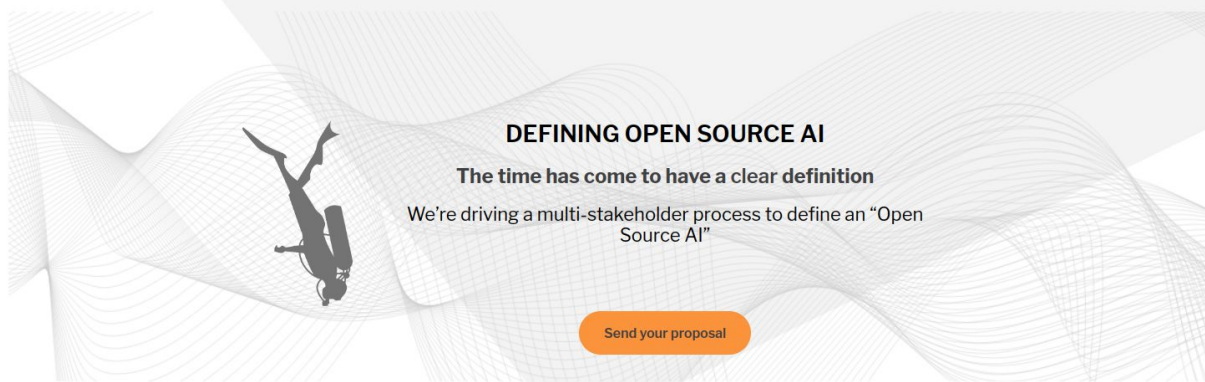 DEFINING OPEN SOURCE AI
The time has come to have a clear definition
We’re driving a multi-stakeholder process to define an “Open
Source AI”
Send your proposal